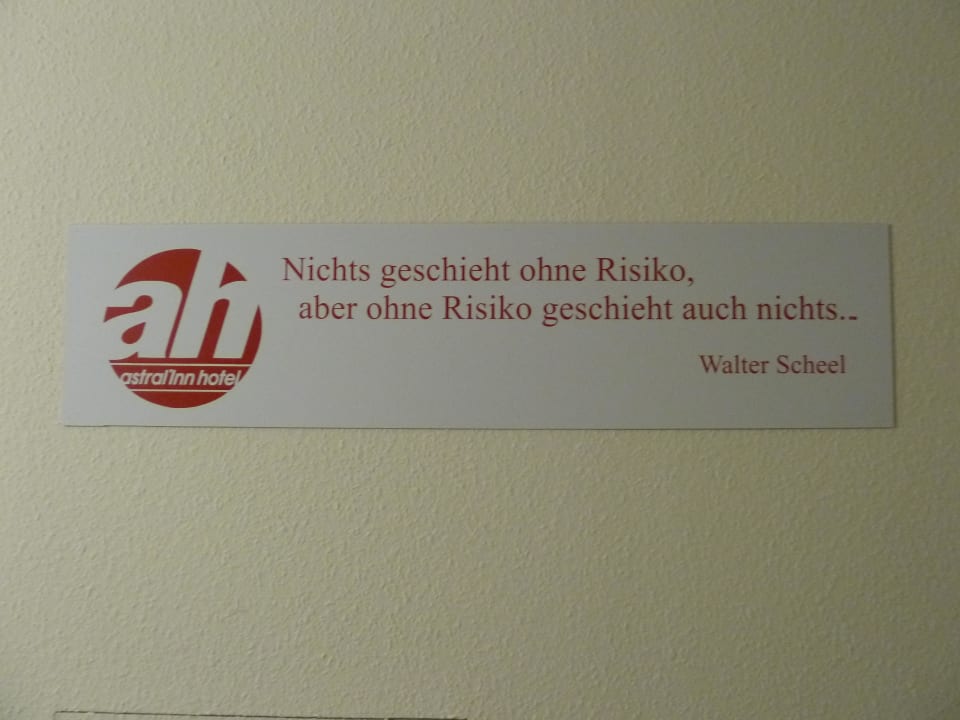 Nichts geschieht ohne Risiko,
aber ohne Risiko geschieht auch nichts...
Walter Scheel
ah
astral'Inn hotel